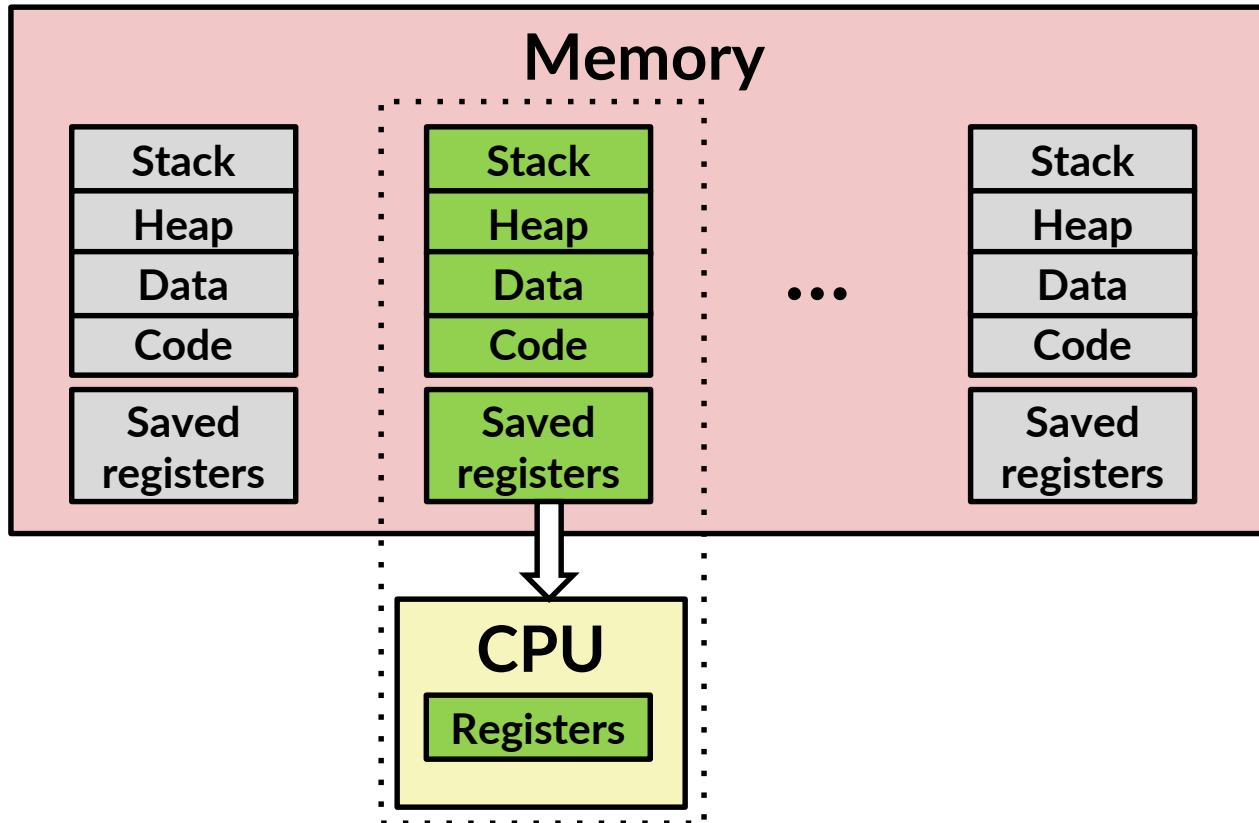 Memory
Stack
Heap
Data
Code
Saved
registers
Stack
Heap
Data
Code
Saved
registers
...
Stack
Heap
Data
Code
Saved
registers
CPU
Registers